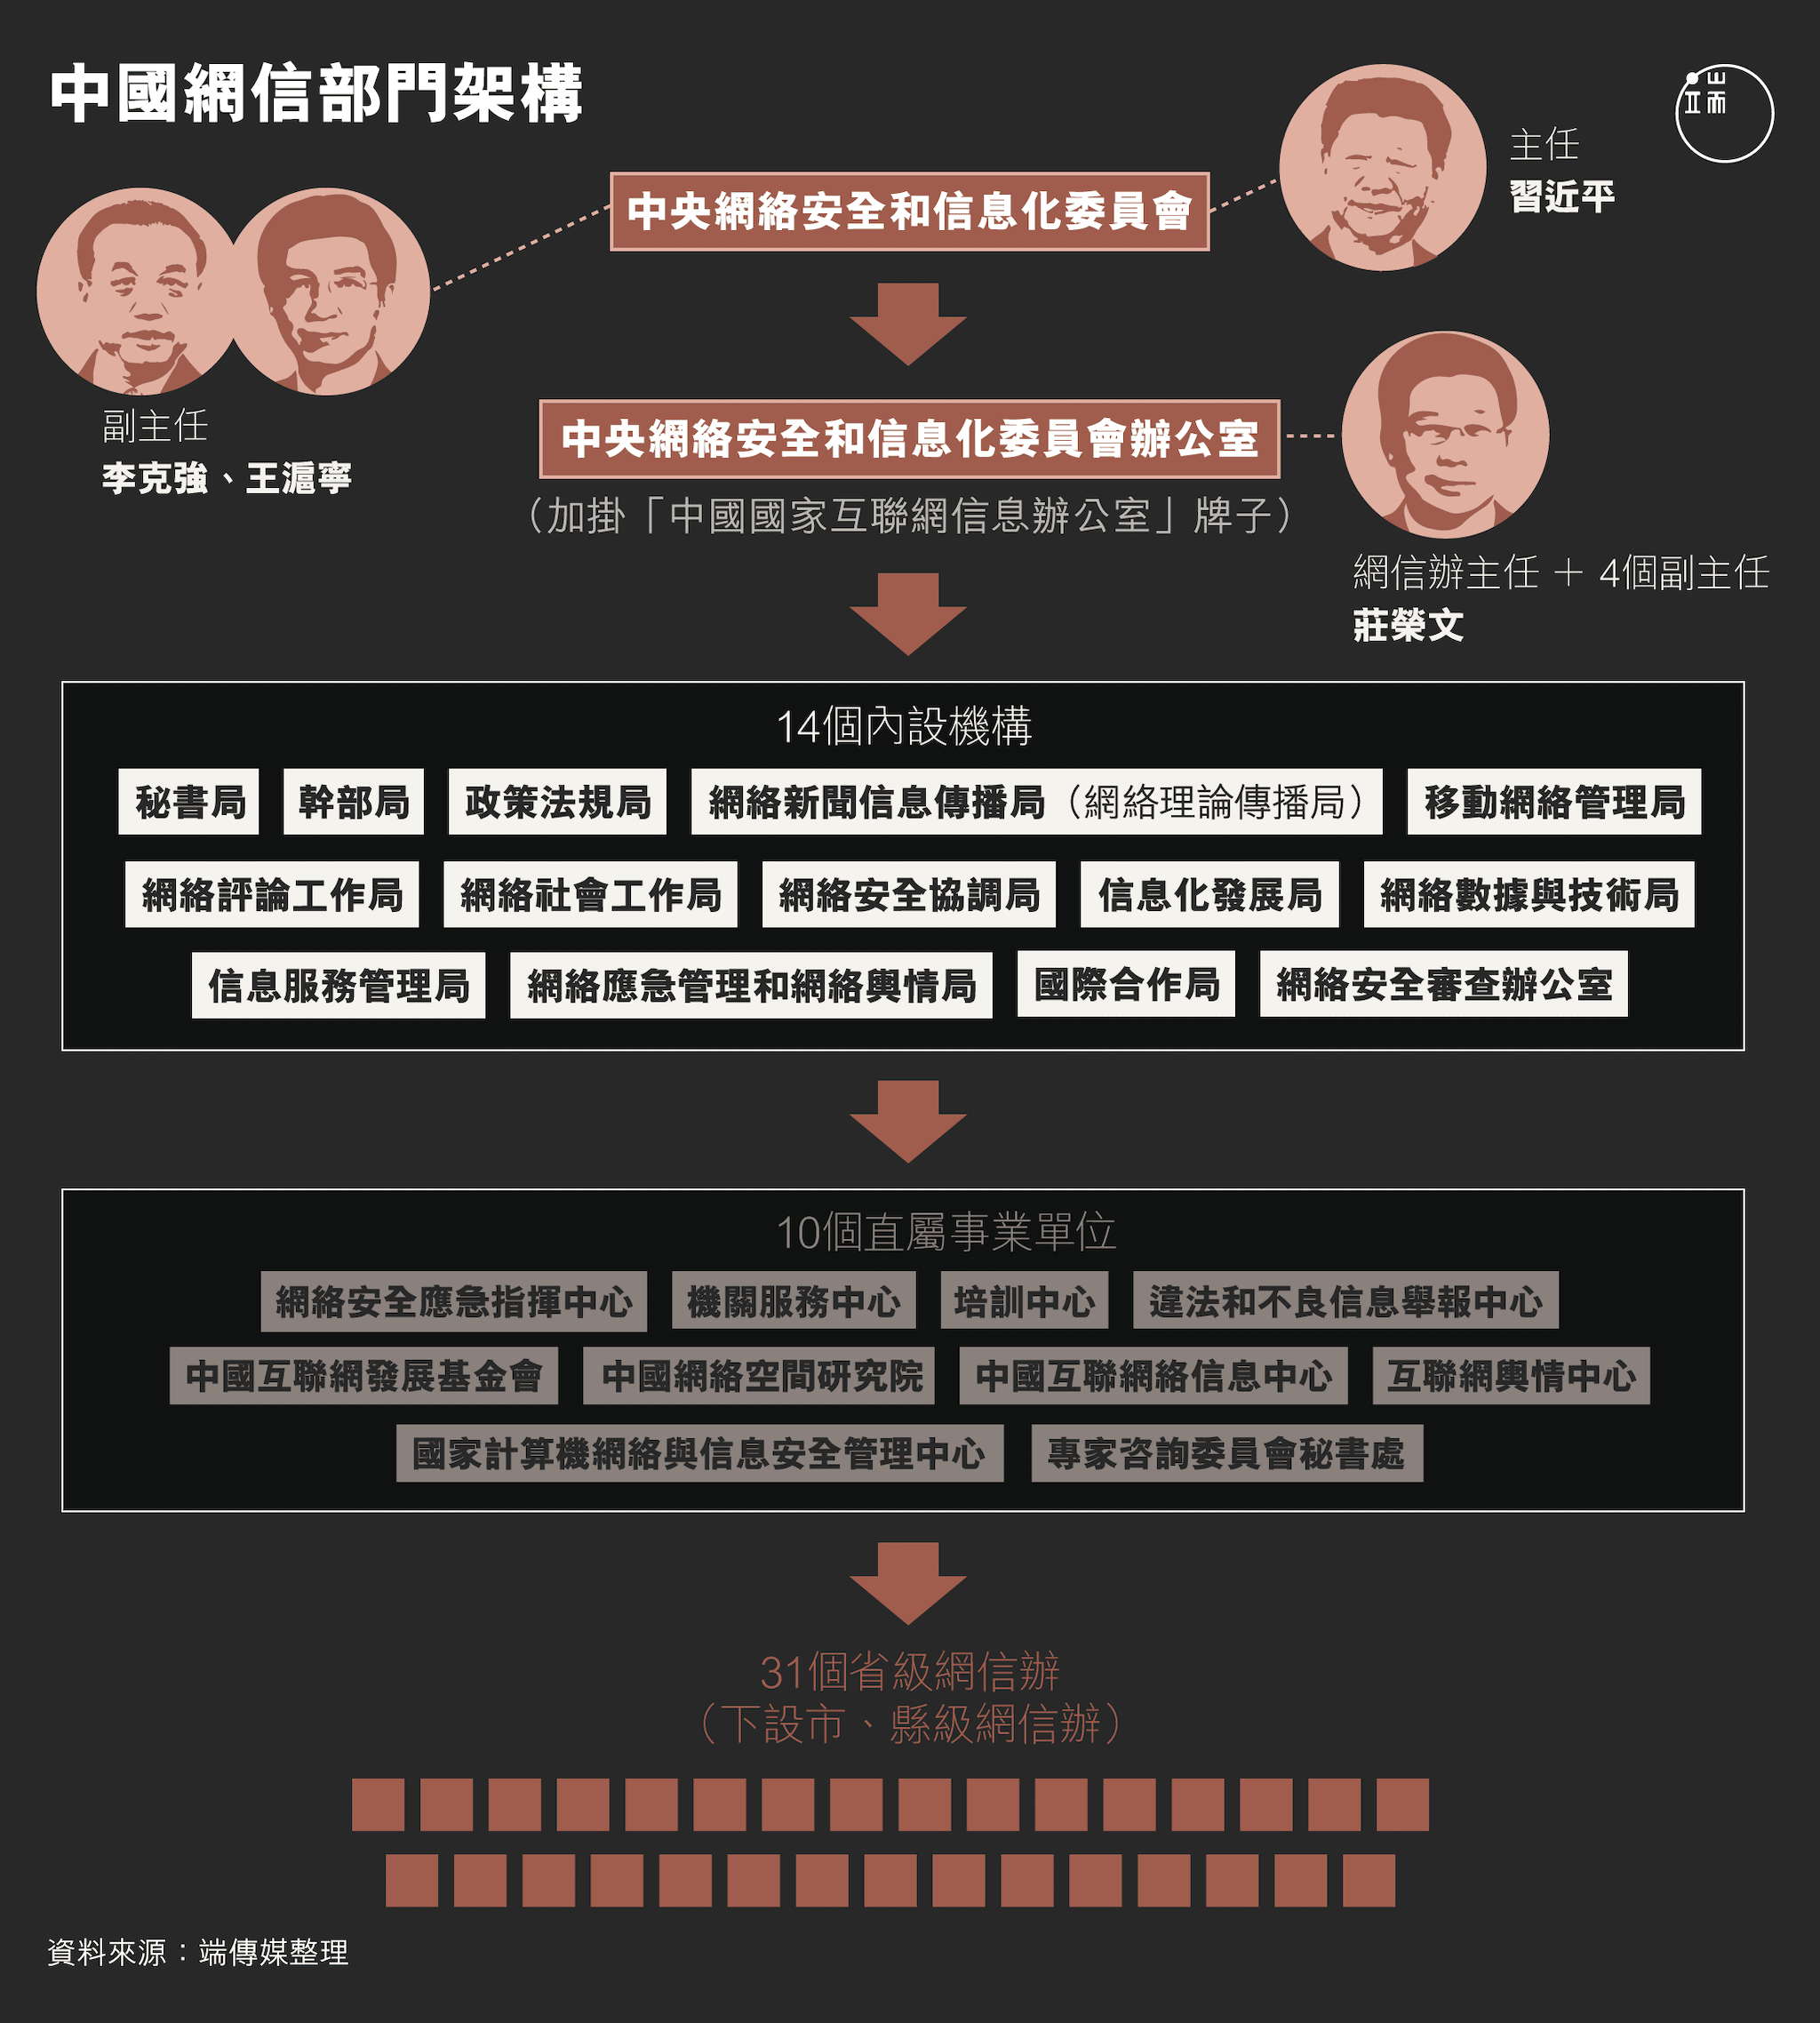 中國網信部門架構
端
主任
習近平
中央網絡安全和信息化委員會
副主任
李克強、王滬寧
中央網絡安全和信息化委員會辦公室
（加掛「中國國家互聯網信息辦公室」牌子）
網信辦主任 + 4個副主任
莊榮文
14個內設機構
秘書局 幹部局 政策法規局 網絡新聞信息傳播局（網絡理論傳播局） 移動網絡管理局
網絡評論工作局 網絡社會工作局 網絡安全協調局 信息化發展局 網絡數據與技術局
信息服務管理局 網絡應急管理和網絡輿情局 國際合作局 網絡安全審查辦公室
10個直屬事業單位
網絡安全應急指揮中心 機關服務中心 培訓中心 違法和不良信息舉報中心
中國互聯網發展基金會 中國網絡空間研究院 中國互聯網絡信息中心 互聯網輿情中心
國家計算機網絡與信息安全管理中心 專家咨詢委員會秘書處
31個省級網信辦
（下設市、縣級網信辦）
資料來源：端傳媒整理